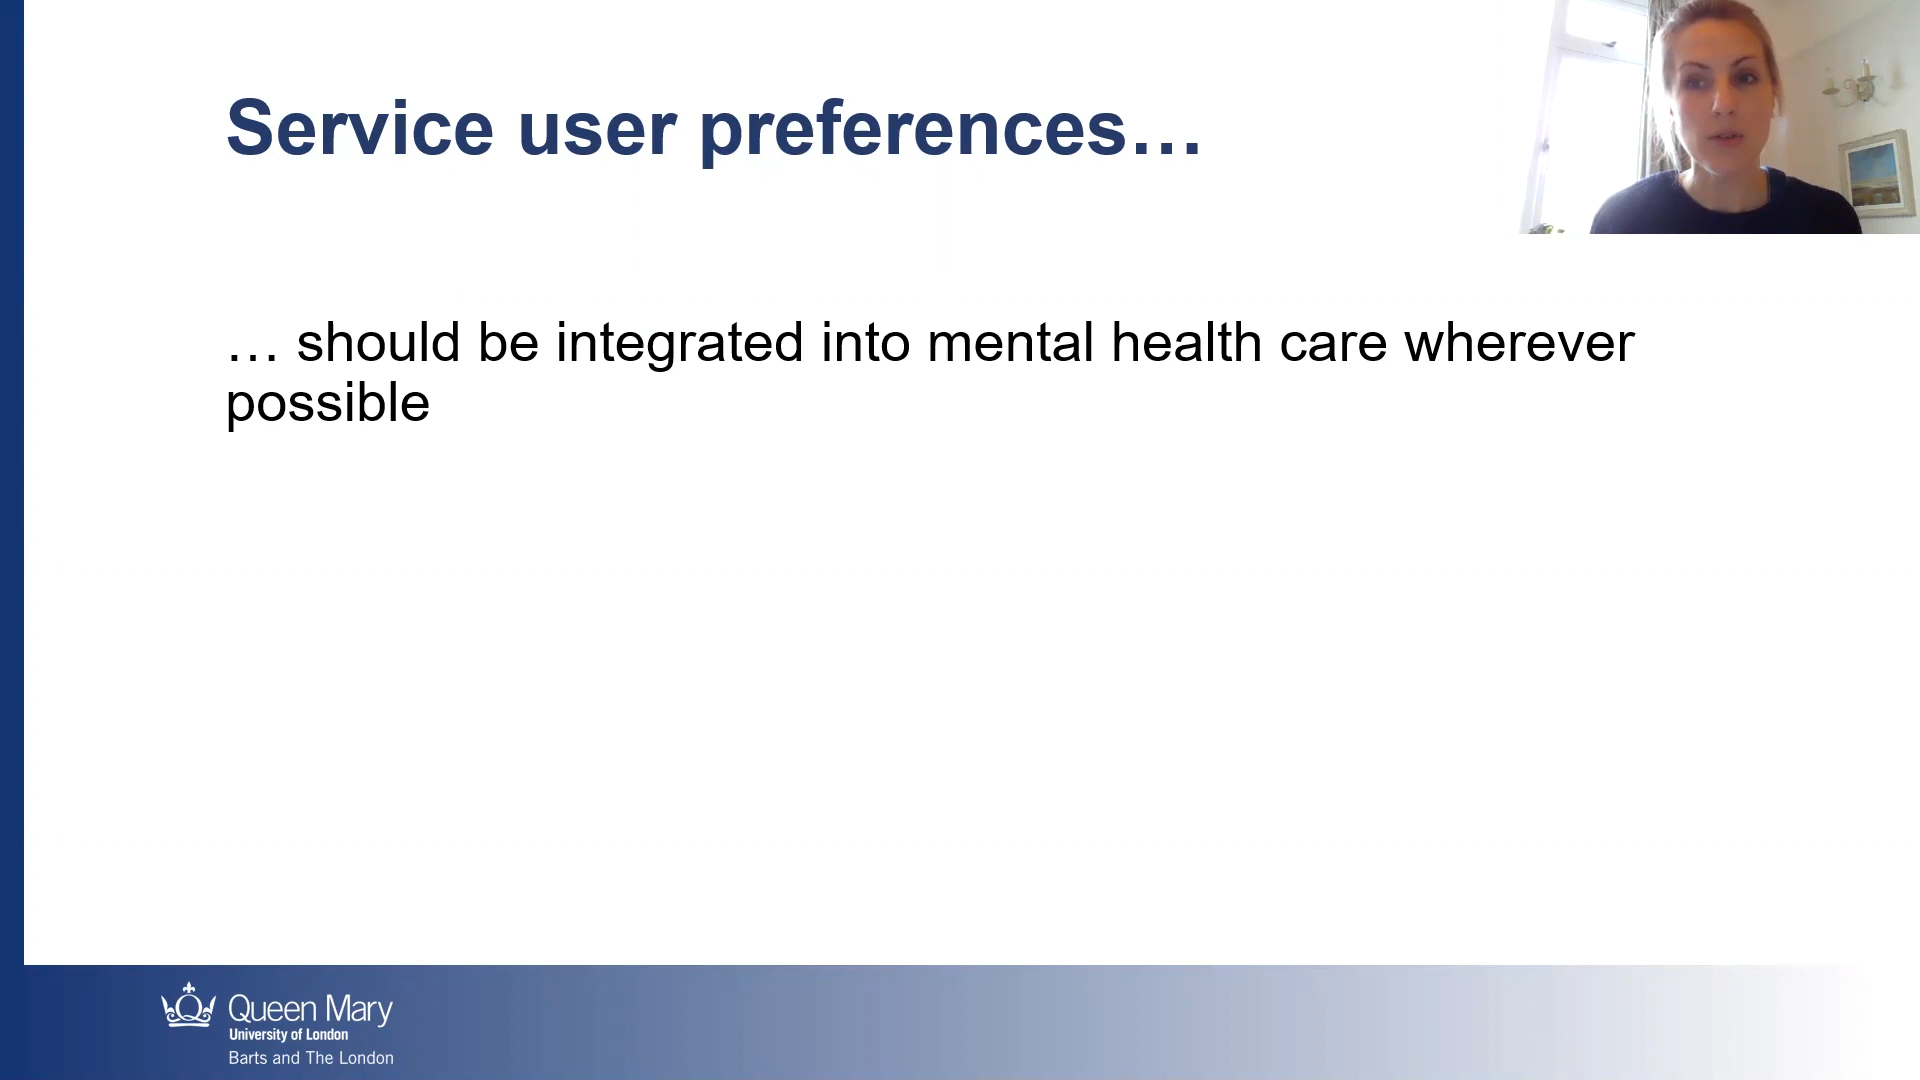 Service user preferences…
… should be integrated into mental health care wherever
possible
Queen Mary
University of London
Barts and The London